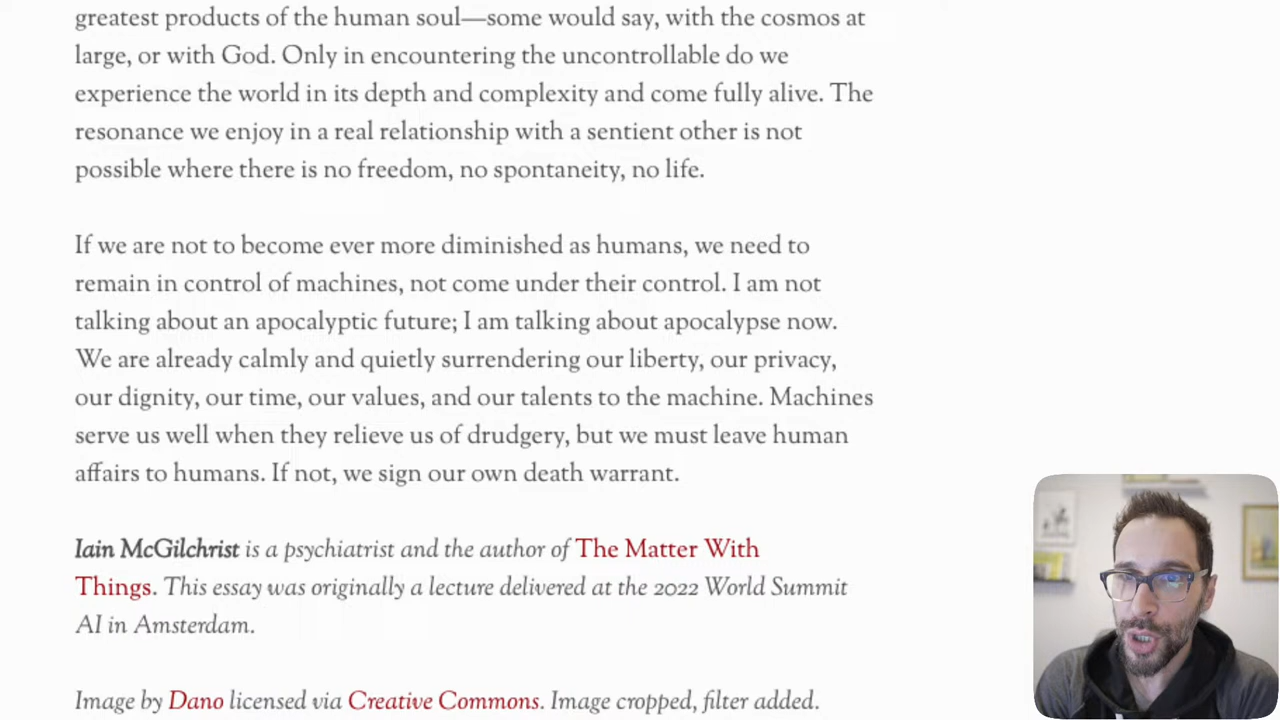 greatest products of the human soul—some would say, with the cosmos at
large, or with God. Only in encountering the uncontrollable do we
experience the world in its depth and complexity and come fully alive. The
resonance we enjoy in a real relationship with a sentient other is not
possible where there is no freedom, no spontaneity, no life.
If we are not to become ever more diminished as humans, we need to
remain in control of machines, not come under their control. I am not
talking about an apocalyptic future; I am talking about apocalypse now.
We are already calmly and quietly surrendering our liberty, our privacy,
our dignity, our time, our values, and our talents to the machine. Machines
serve us well when they relieve us of drudgery, but we must leave human
affairs to humans. If not, we sign our own death warrant.
Iain McGilchrist is a psychiatrist and the author of The Matter With
Things. This essay was originally a lecture delivered at the 2022 World Summit
AI in Amsterdam.
Image by Dano licensed via Creative Commons. Image cropped, filter added.